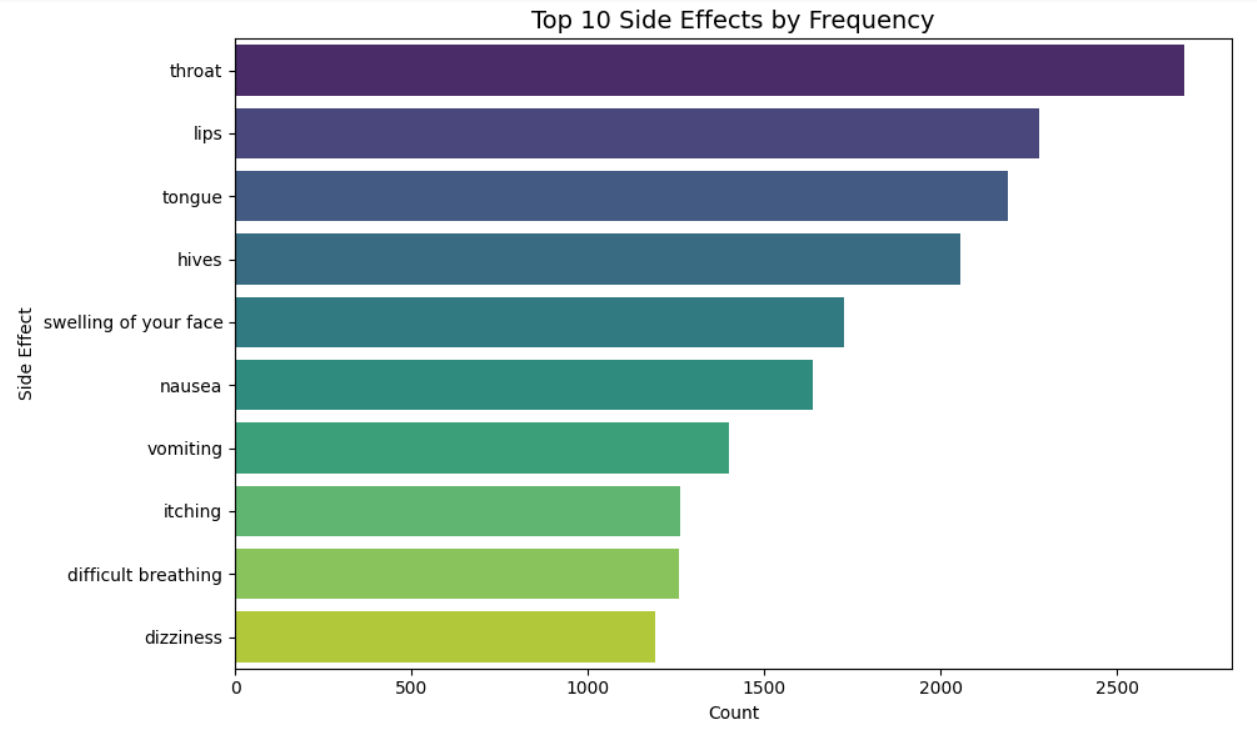 Top 10 Side Effects by Frequency
Side Effect
throat
lips
tongue
hives
swelling of your face
nausea
vomiting
itching
difficult breathing
dizziness
0 500 1000 1500 2000 2500
Count